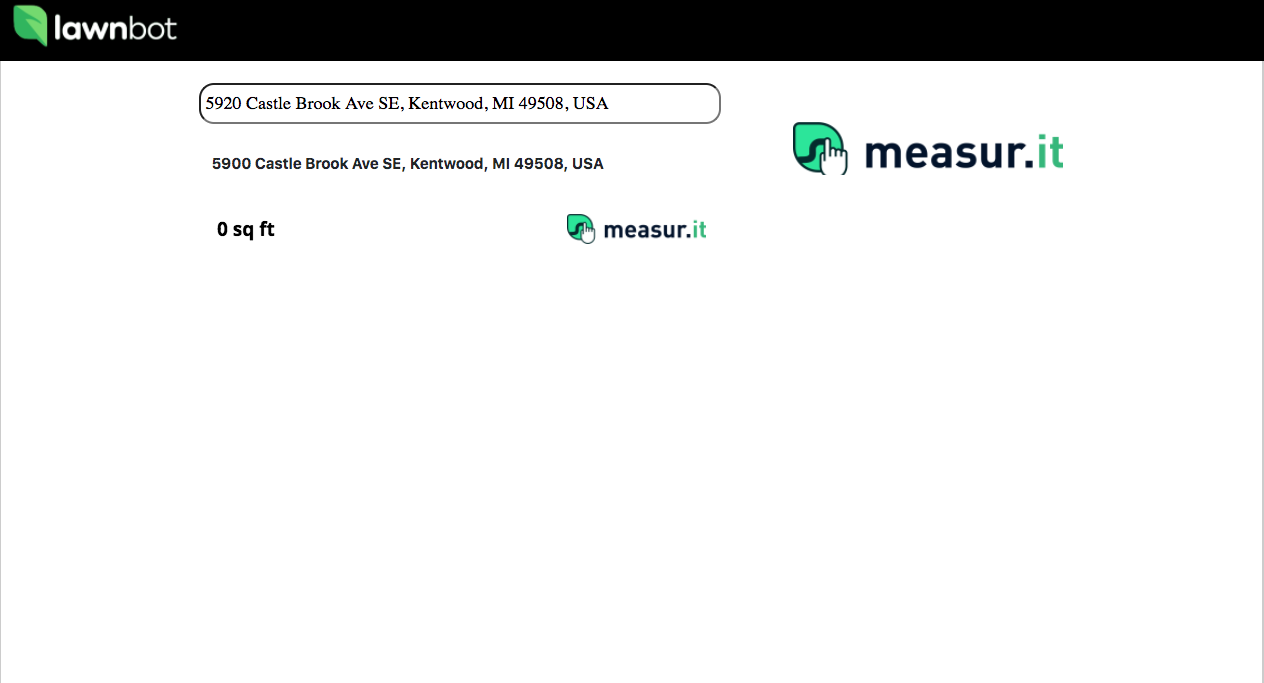 lawnbot
5920 Castle Brook Ave SE, Kentwood, MI 49508, USA
measur.it
5900 Castle Brook Ave SE, Kentwood, MI 49508, USA
0 sq ft
measur.it